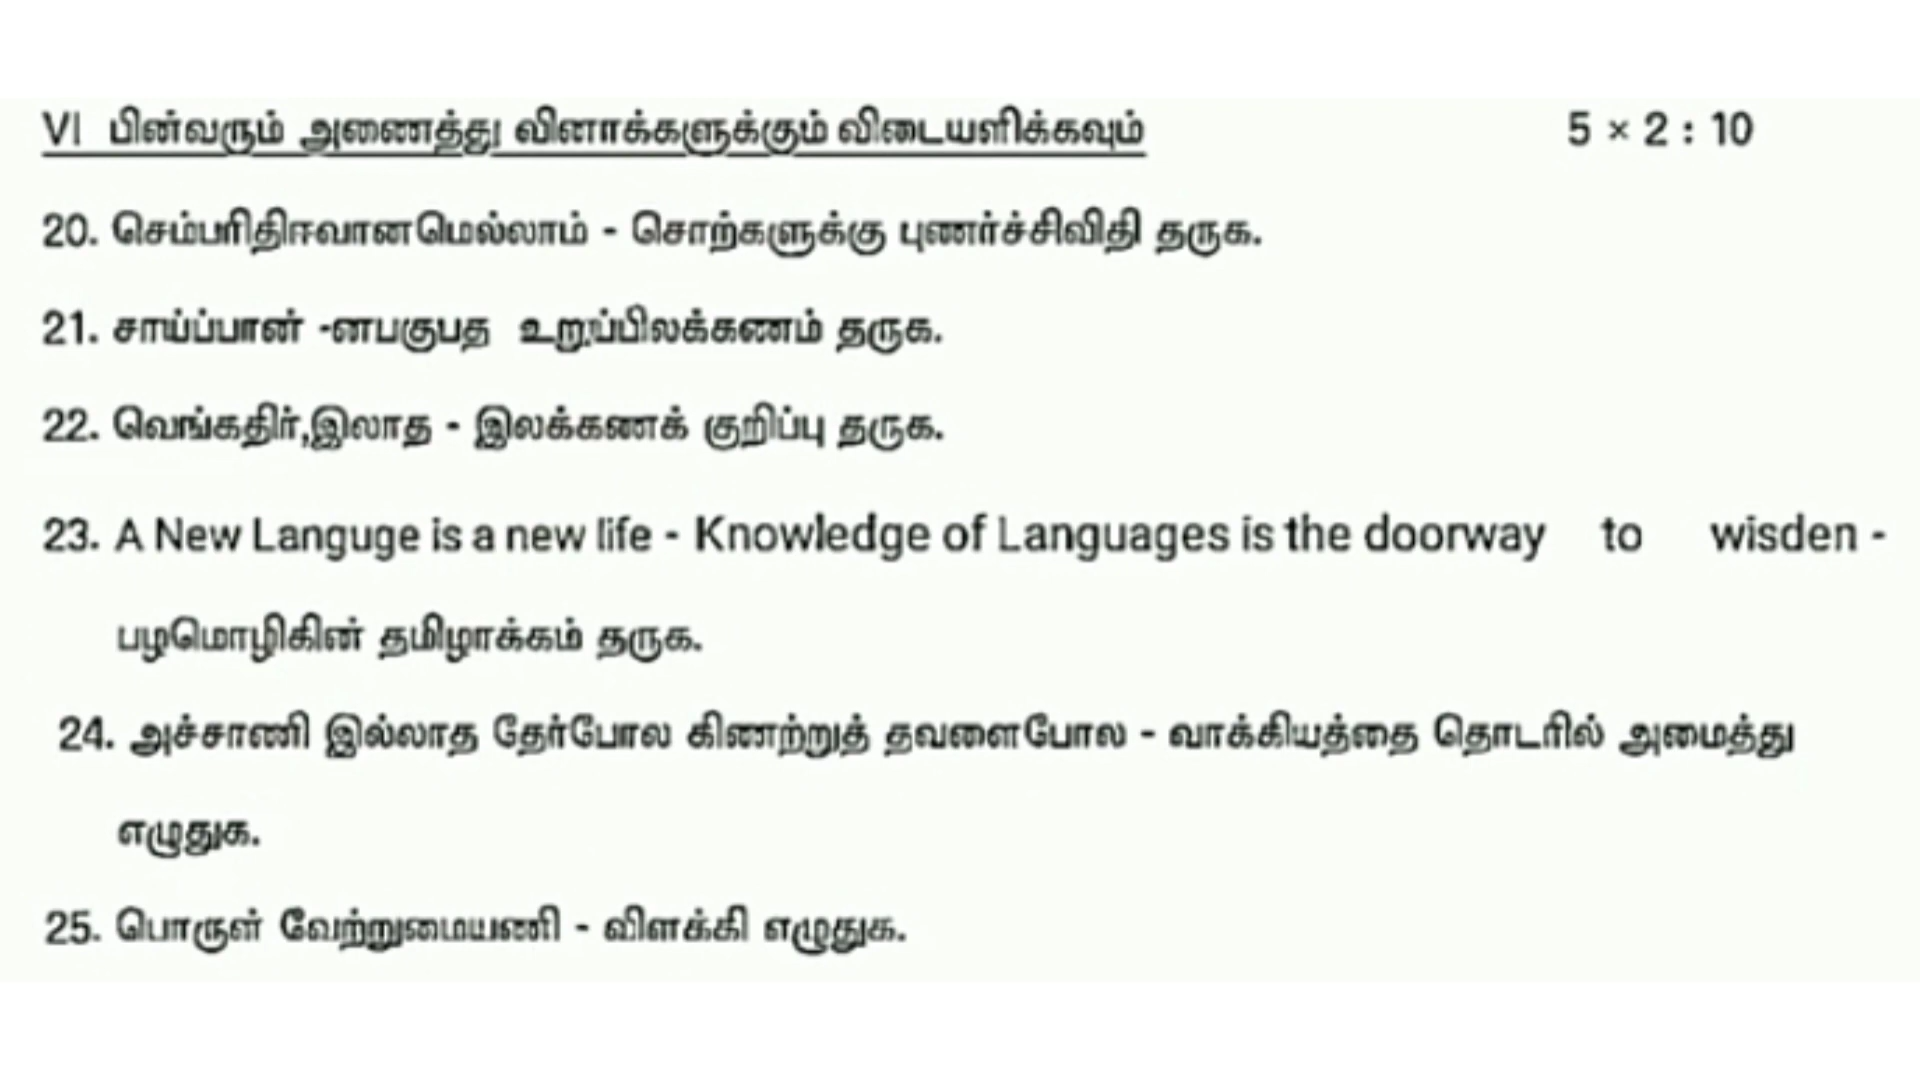 VI பின்வரும் அணைத்து வினாக்களுக்கும் விடையளிக்கவும் 5 × 2 : 10
20. செம்பரிதிஈவானமெல்லாம் - சொற்களுக்கு புணர்ச்சிவிதி தருக.
21. சாய்ப்பான் -னபகுபத உறுப்பிலக்கணம் தருக.
22. வெங்கதிர்,இலாத - இலக்கணக் குறிப்பு தருக.
23. A New Languge is a new life - Knowledge of Languages is the doorway to wisden -
பழமொழிகின் தமிழாக்கம் தருக.
24. அச்சாணி இல்லாத தேர்போல கிணற்றுத் தவளைபோல - வாக்கியத்தை தொடரில் அமைத்து
எழுதுக.
25. பொருள் வேற்றுமையணி - விளக்கி எழுதுக.